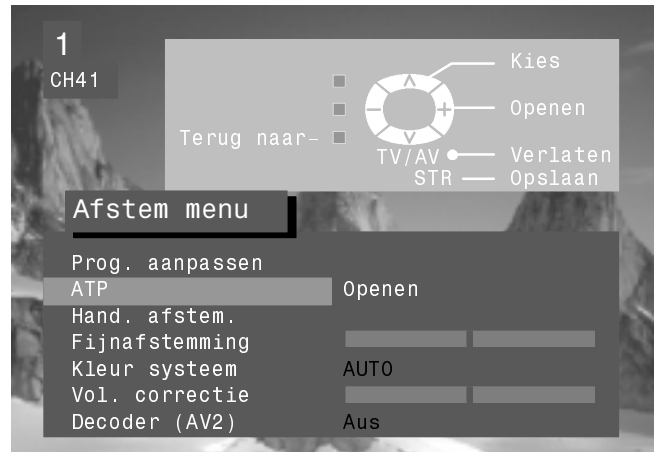 1
CH41
Kies
Openen
Terug naar
TV/AV Verlaten
STR Opslaan
Afstem menu
Prog. aanpassen
ATP Openen
Hand. afstem.
Fijnafstemming
Kleur systeem AUTO
Vol. correctie
Decoder (AV2) Aus